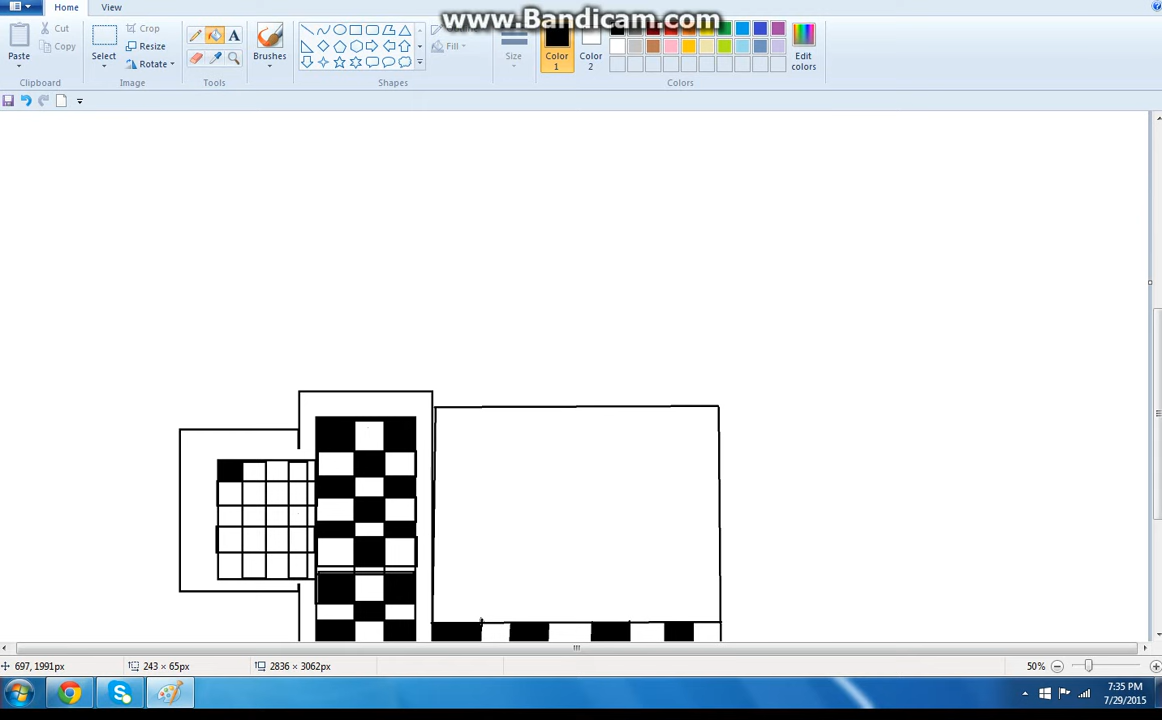 www.Bandicam.com
Home View
Paste
Cut
Copy
Clipboard
Select
Crop
Resize
Rotate
Image
A
Tools
Brushes
Fill
Shapes
Size
Color
1
Color
2
Edit
colors
Colors
697, 1991px
243 × 65px
2836 × 3062px
50%
7:35 PM
7/29/2015